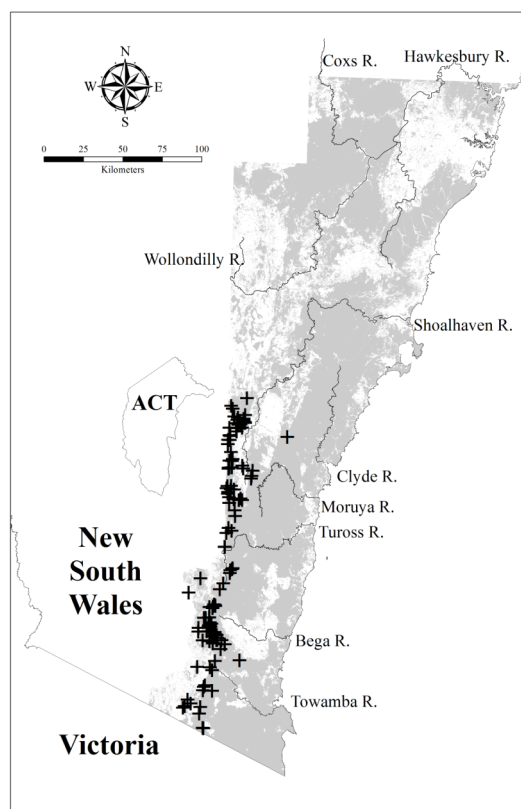 Coxs R.
Hawkesbury R.
N
W
E
S
0 25 50 75 100
Kilometers
Wollondilly R.
Shoalhaven R.
ACT
Clyde R.
Moruya R.
Tuross R.
New
South
Wales
Bega R.
Towamba R.
Victoria